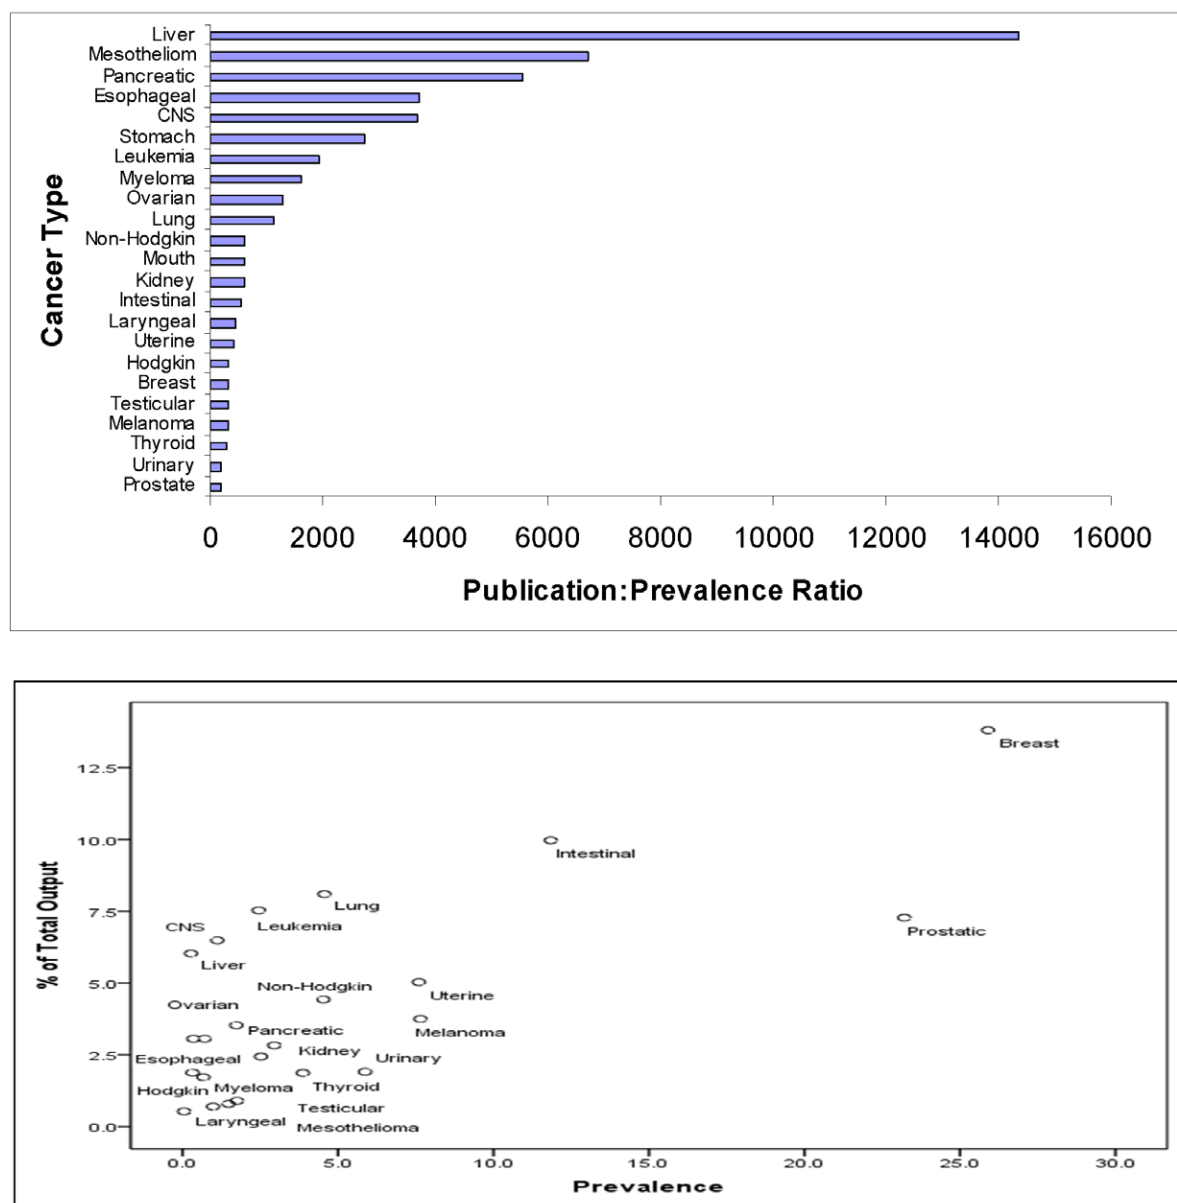 Liver
Mesotheliom
Pancreatic
Esophageal
CNS
Stomach
Leukemia
Myeloma
Ovarian
Lung
Non-Hodgkin
Mouth
Kidney
Intestinal
Laryngeal
Uterine
Hodgkin
Breast
Testicular
Melanoma
Thyroid
Urinary
Prostate
Cancer Type
0 2000 4000 6000 8000 10000 12000 14000 16000
Publication:Prevalence Ratio
Breast
12.5
10.0
Intestinal
Lung
7.5
CNS Leukemia
Prostatic
Liver
% of Total Output
5.0
Non-Hodgkin
Uterine
Ovarian
Pancreatic
Melanoma
2.5
Esophageal
Kidney
Urinary
Hodgkin Myeloma Thyroid
Testicular
Laryngeal
Mesothelioma
0.0
0.0 5.0 10.0 15.0 20.0 25.0 30.0
Prevalence